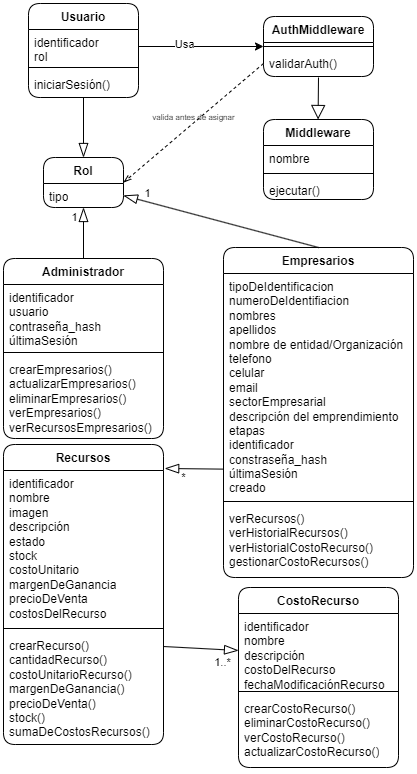 Usuario
identificador
rol
iniciarSesión()
Usa
AuthMiddleware
validarAuth()
valida antes de asignar
Middleware
nombre
ejecutar()
Rol
tipo
1
1
Administrador
identificador
usuario
contraseña_hash
últimaSesión
crearEmpresarios()
actualizarEmpresarios()
eliminarEmpresarios()
verEmpresarios()
verRecursosEmpresarios()
Empresarios
tipoDeIdentificacion
numeroDeIdentifiacion
nombres
apellidos
nombre de entidad/Organización
telefono
celular
email
sectorEmpresarial
descripción del emprendimiento
etapas
identificador
constraseña_hash
últimaSesión
creado
verRecursos()
verHistorialRecursos()
verHistorialCostoRecurso()
gestionarCostoRecursos()
*
Recursos
identificador
nombre
imagen
descripción
estado
stock
costoUnitario
margenDeGanancia
precioDeVenta
costosDelRecurso
crearRecurso()
cantidadRecurso()
costoUnitarioRecurso()
margenDeGanancia()
precioDeVenta()
stock()
sumaDeCostosRecursos()
1..*
CostoRecurso
identificador
nombre
descripción
costoDelRecurso
fechaModificaciónRecurso
crearCostoRecurso()
eliminarCostoRecurso()
verCostoRecurso()
actualizarCostoRecurso()